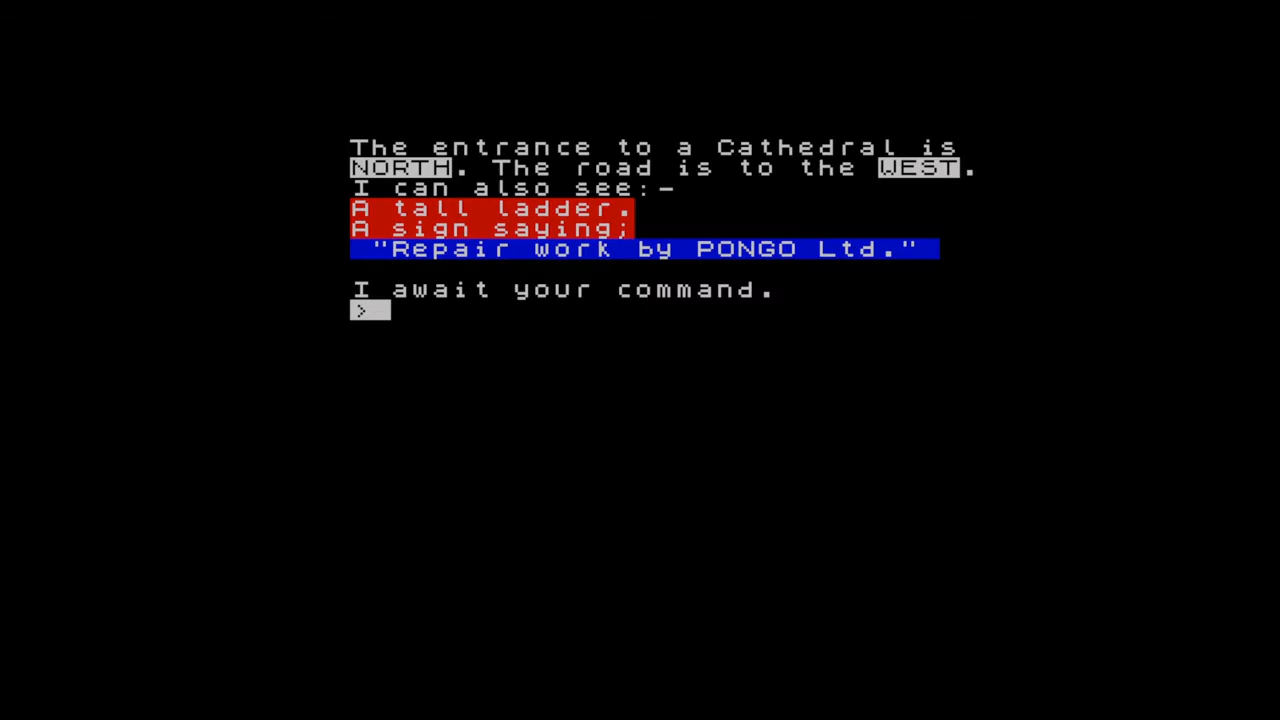 The entrance to a Cathedral is
NORTH. The road is to the WEST.
I can also see:-
A tall ladder.
A sign saying;
"Repair work by PONGO Ltd."
I await your command.
>